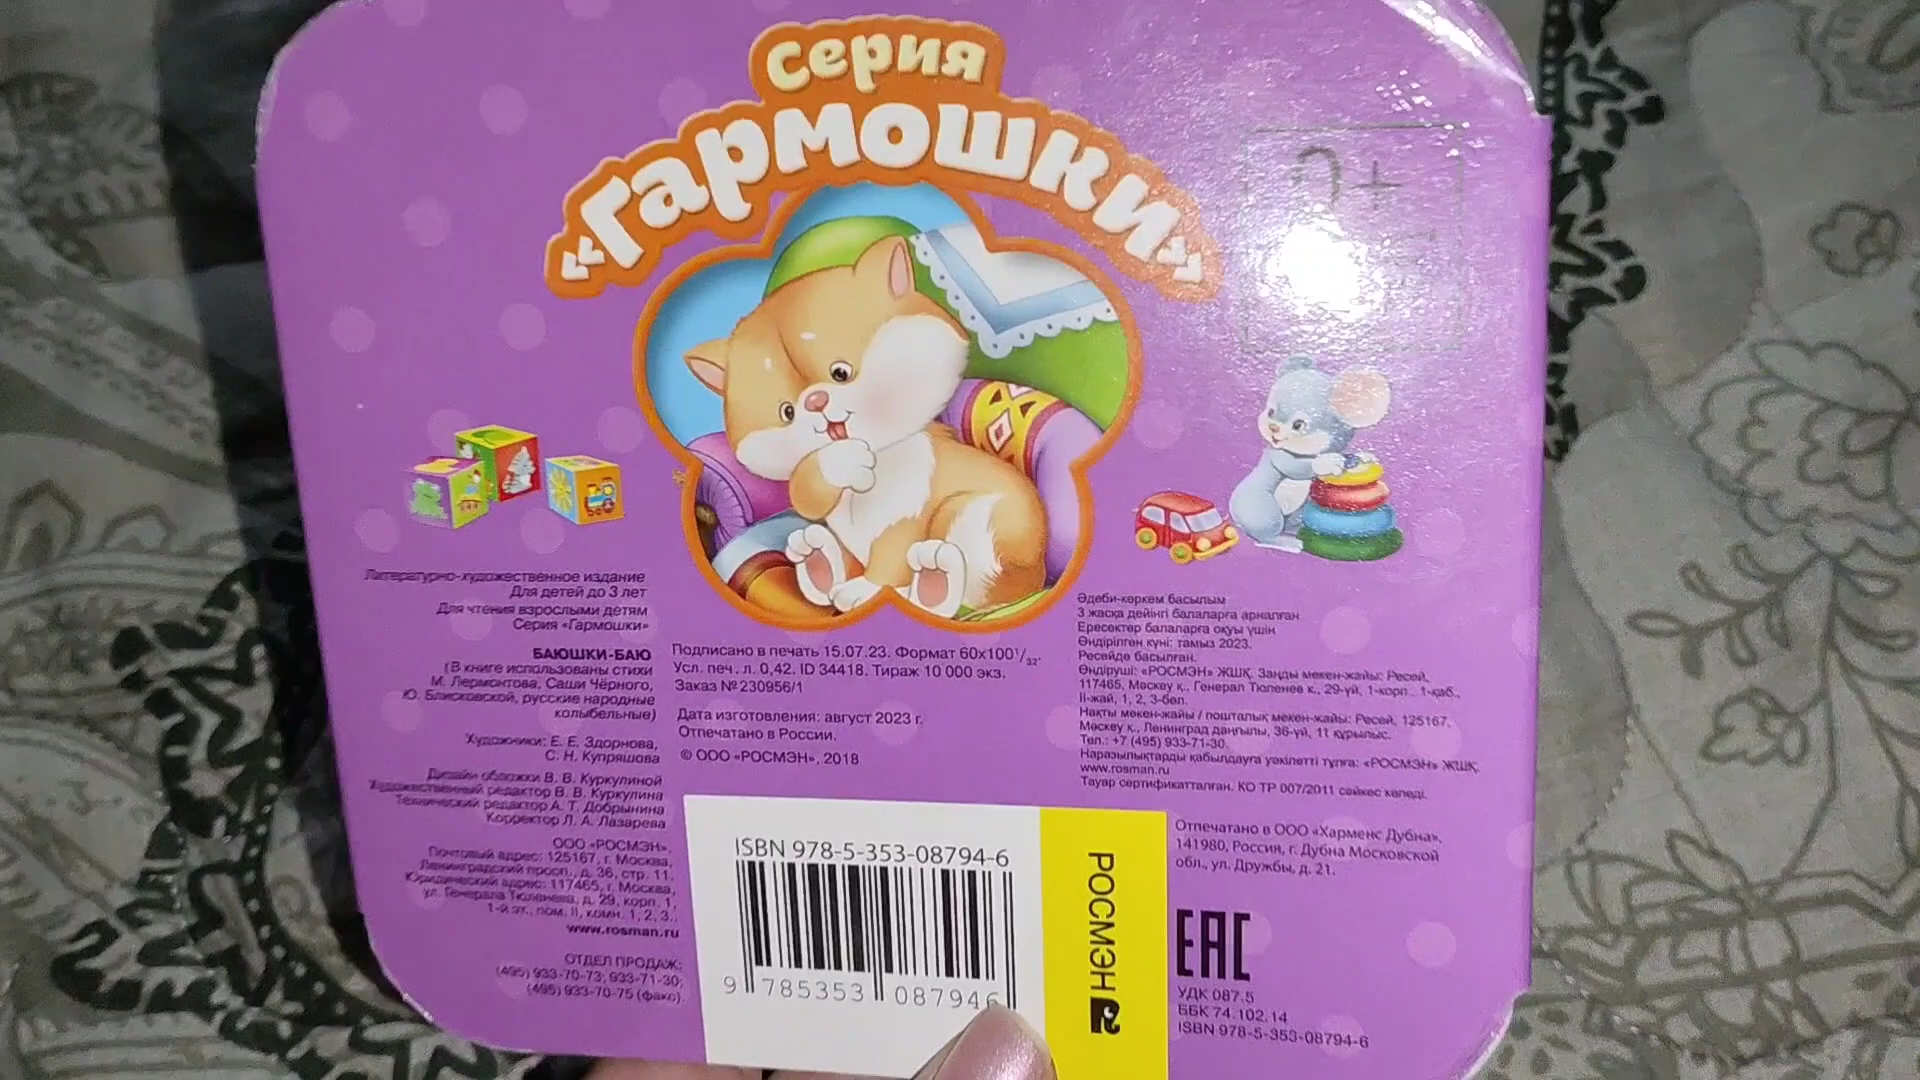 серия
«Гармошки»
0+
Литературно-художественное издание
Для детей до 3 лет
Для чтения взрослыми детям
Серия «Гармошки»
БАЮШКИ-БАЮ
(В книге использованы стихи
М. Лермонтова, Саши Чёрного,
Ю. Блисковской, русские народные
колыбельные)
Художники: Е. Е. Здорнова,
С. Н. Купряшова
Дизайн обложки В. В. Куркулиной
Художественный редактор В. В. Куркулина
Технический редактор А. Т. Добрынина
Корректор Л. А. Лазарева
ООО «РОСМЭН».
Почтовый адрес: 125167, г. Москва,
Ленинградский просп., д. 36, стр. 11.
Юридический адрес: 117465, г. Москва,
ул. Генерала Тюленева, д. 29, корп. 1,
1-й эт., пом. II, комн. 1, 2, 3.
www.rosman.ru
ОТДЕЛ ПРОДАЖ:
(495) 933-70-73; 933-71-30;
(495) 933-70-75 (факс).
Подписано в печать 15.07.23. Формат 60х100¹/₃₂.
Усл. печ. л. 0,42. ID 34418. Тираж 10 000 экз.
Заказ № 230956/1
Дата изготовления: август 2023 г.
Отпечатано в России.
© ООО «РОСМЭН», 2018
Әдеби-көркем басылым
3 жасқа дейінгі балаларға арналған
Ересектер балаларға оқуы үшін
Өндірілген күні: тамыз 2023.
Ресейде басылған.
Өндіруші: «РОСМЭН» ЖШҚ. Заңды мекен-жайы: Ресей,
117465, Мәскеу қ., Генерал Тюленев к., 29-үй, 1-корп., 1-қаб.,
II-жай, 1, 2, 3-бөл.
Нақты мекен-жайы / пошталық мекен-жайы: Ресей, 125167,
Мәскеу қ., Ленинград даңғылы, 36-үй, 11 құрылыс.
Тел.: +7 (495) 933-71-30.
Наразылықтарды қабылдауға уәкілетті тұлға: «РОСМЭН» ЖШҚ.
www.rosman.ru
Тауар сертификатталған. КО ТР 007/2011 сәйкес келеді.
ISBN 978-5-353-08794-6
9 785353 087946
РОСМЭН
Отпечатано в ООО «Харменс Дубна».
141980, Россия, г. Дубна Московской
обл., ул. Дружбы, д. 21.
EAC
УДК 087.5
ББК 74.102.14
ISBN 978-5-353-08794-6